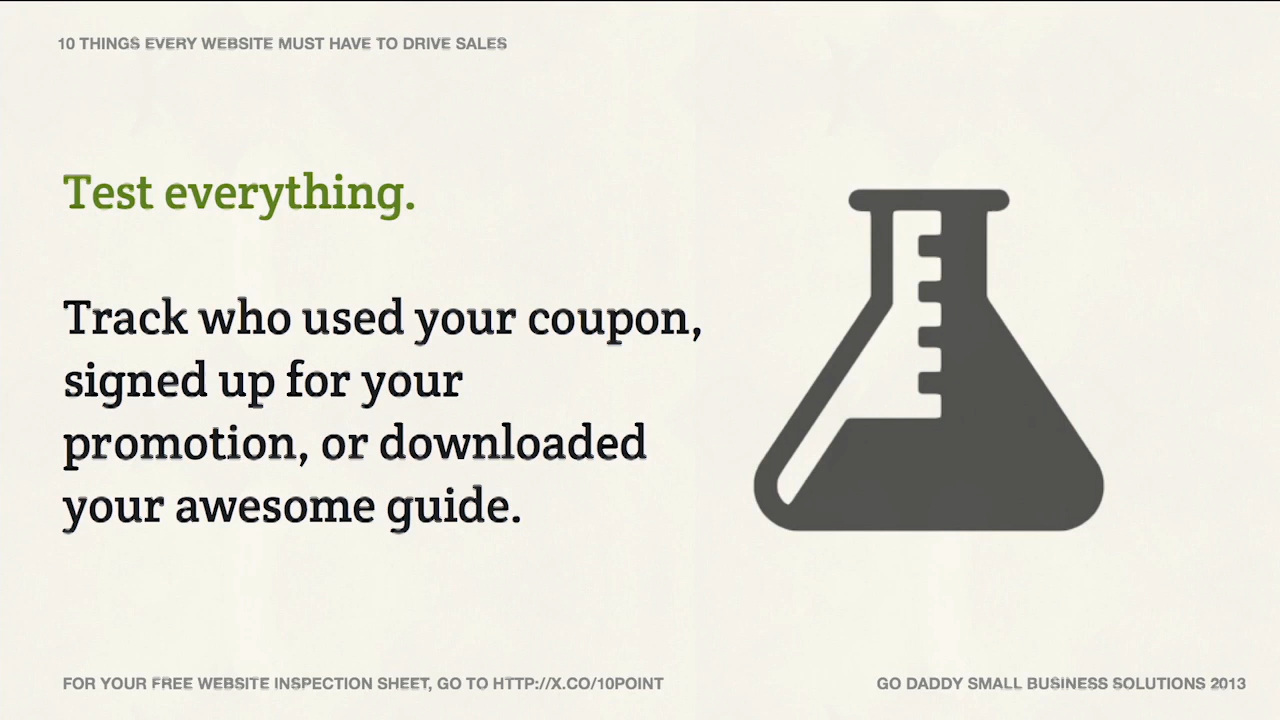 10 THINGS EVERY WEBSITE MUST HAVE TO DRIVE SALES
Test everything.
Track who used your coupon,
signed up for your
promotion, or downloaded
your awesome guide.
FOR YOUR FREE WEBSITE INSPECTION SHEET, GO TO HTTP://X.CO/10POINT
GO DADDY SMALL BUSINESS SOLUTIONS 2013